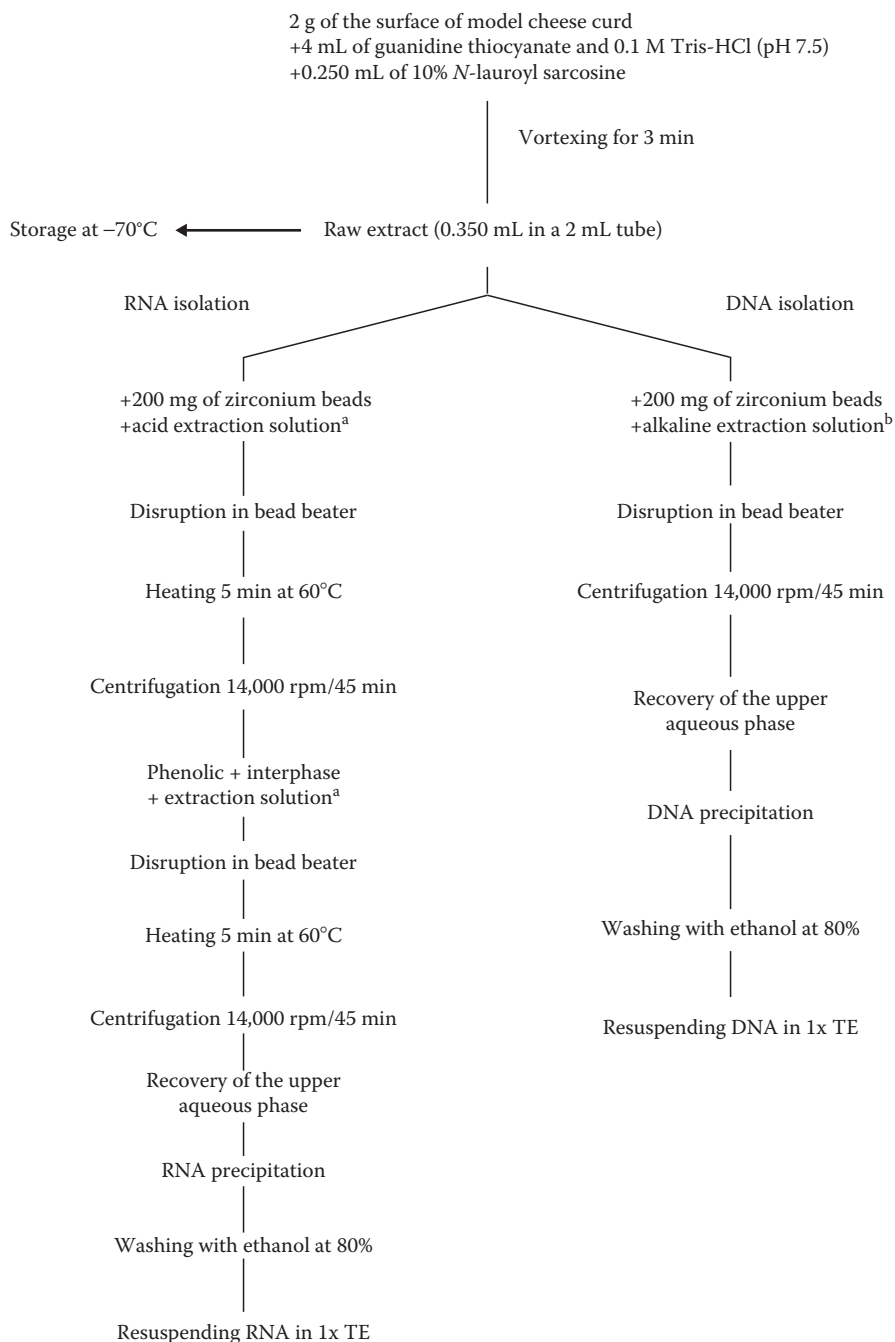 2 g of the surface of model cheese curd
+4 mL of guanidine thiocyanate and 0.1 M Tris-HCl (pH 7.5)
+0.250 mL of 10% N-lauroyl sarcosine
Vortexing for 3 min
Storage at –70°C
Raw extract (0.350 mL in a 2 mL tube)
RNA isolation
+200 mg of zirconium beads
+acid extraction solutionᵃ
Disruption in bead beater
Heating 5 min at 60°C
Centrifugation 14,000 rpm/45 min
Phenolic + interphase
+ extraction solutionᵃ
Disruption in bead beater
Heating 5 min at 60°C
Centrifugation 14,000 rpm/45 min
Recovery of the upper
aqueous phase
RNA precipitation
Washing with ethanol at 80%
Resuspending RNA in 1x TE
DNA isolation
+200 mg of zirconium beads
+alkaline extraction solutionᵇ
Disruption in bead beater
Centrifugation 14,000 rpm/45 min
Recovery of the upper
aqueous phase
DNA precipitation
Washing with ethanol at 80%
Resuspending DNA in 1x TE